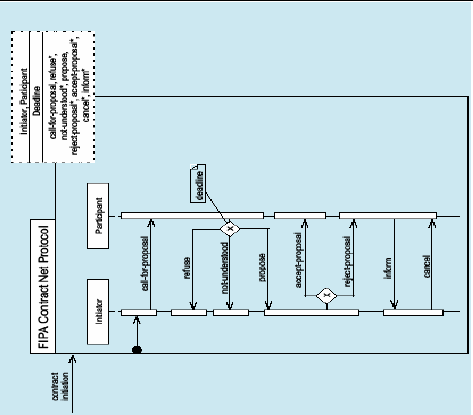 FIPA Contract Net Protocol
Initiator, Participant
Deadline
call-for-proposal, refuse*,
not-understood*, propose,
reject-proposal*, accept-proposal*,
cancel*, inform*
Initiator
Participant
contract
initiation
call-for-proposal
refuse
not-understood
propose
deadline
x
accept-proposal
reject-proposal
x
inform
cancel